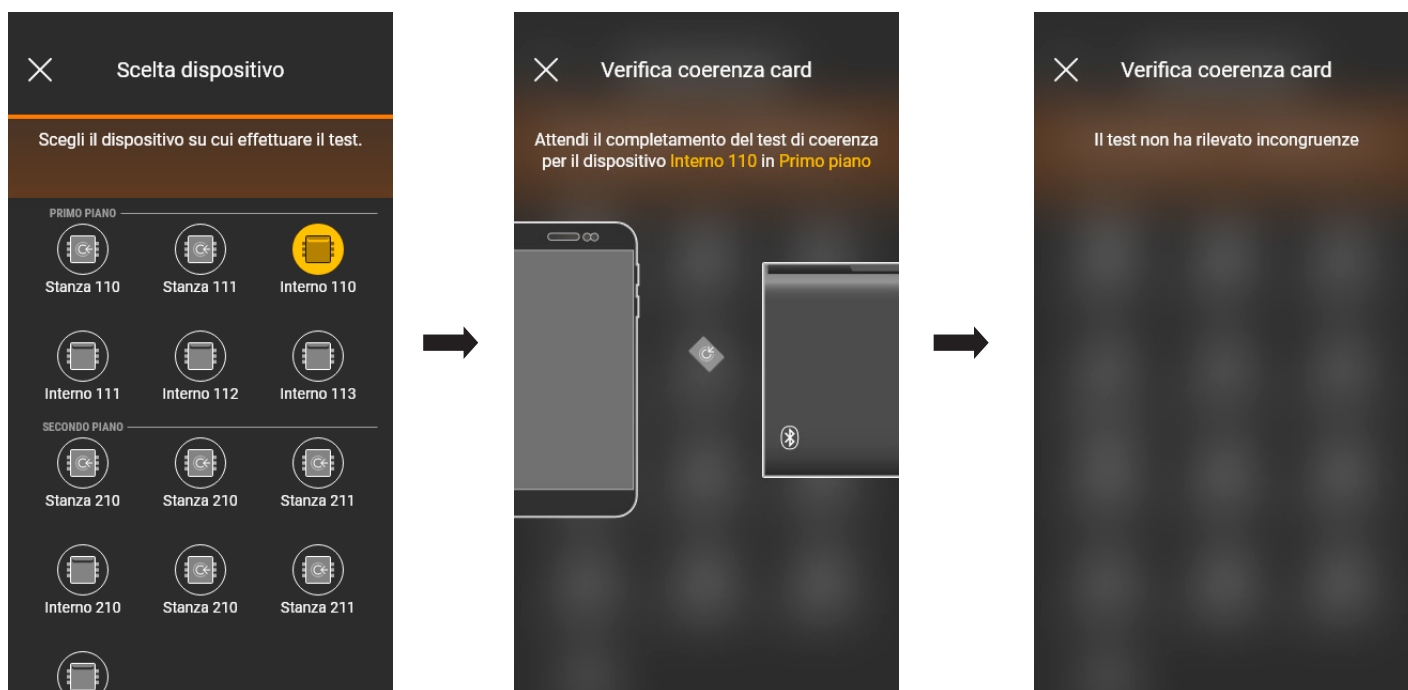 Scelta dispositivo
Scegli il dispositivo su cui effettuare il test.
PRIMO PIANO
Stanza 110
Stanza 111
Interno 110
Interno 111
Interno 112
Interno 113
SECONDO PIANO
Stanza 210
Stanza 210
Stanza 211
Interno 210
Stanza 210
Stanza 211
Verifica coerenza card
Attendi il completamento del test di coerenza
per il dispositivo Interno 110 in Primo piano
Verifica coerenza card
Il test non ha rilevato incongruenze